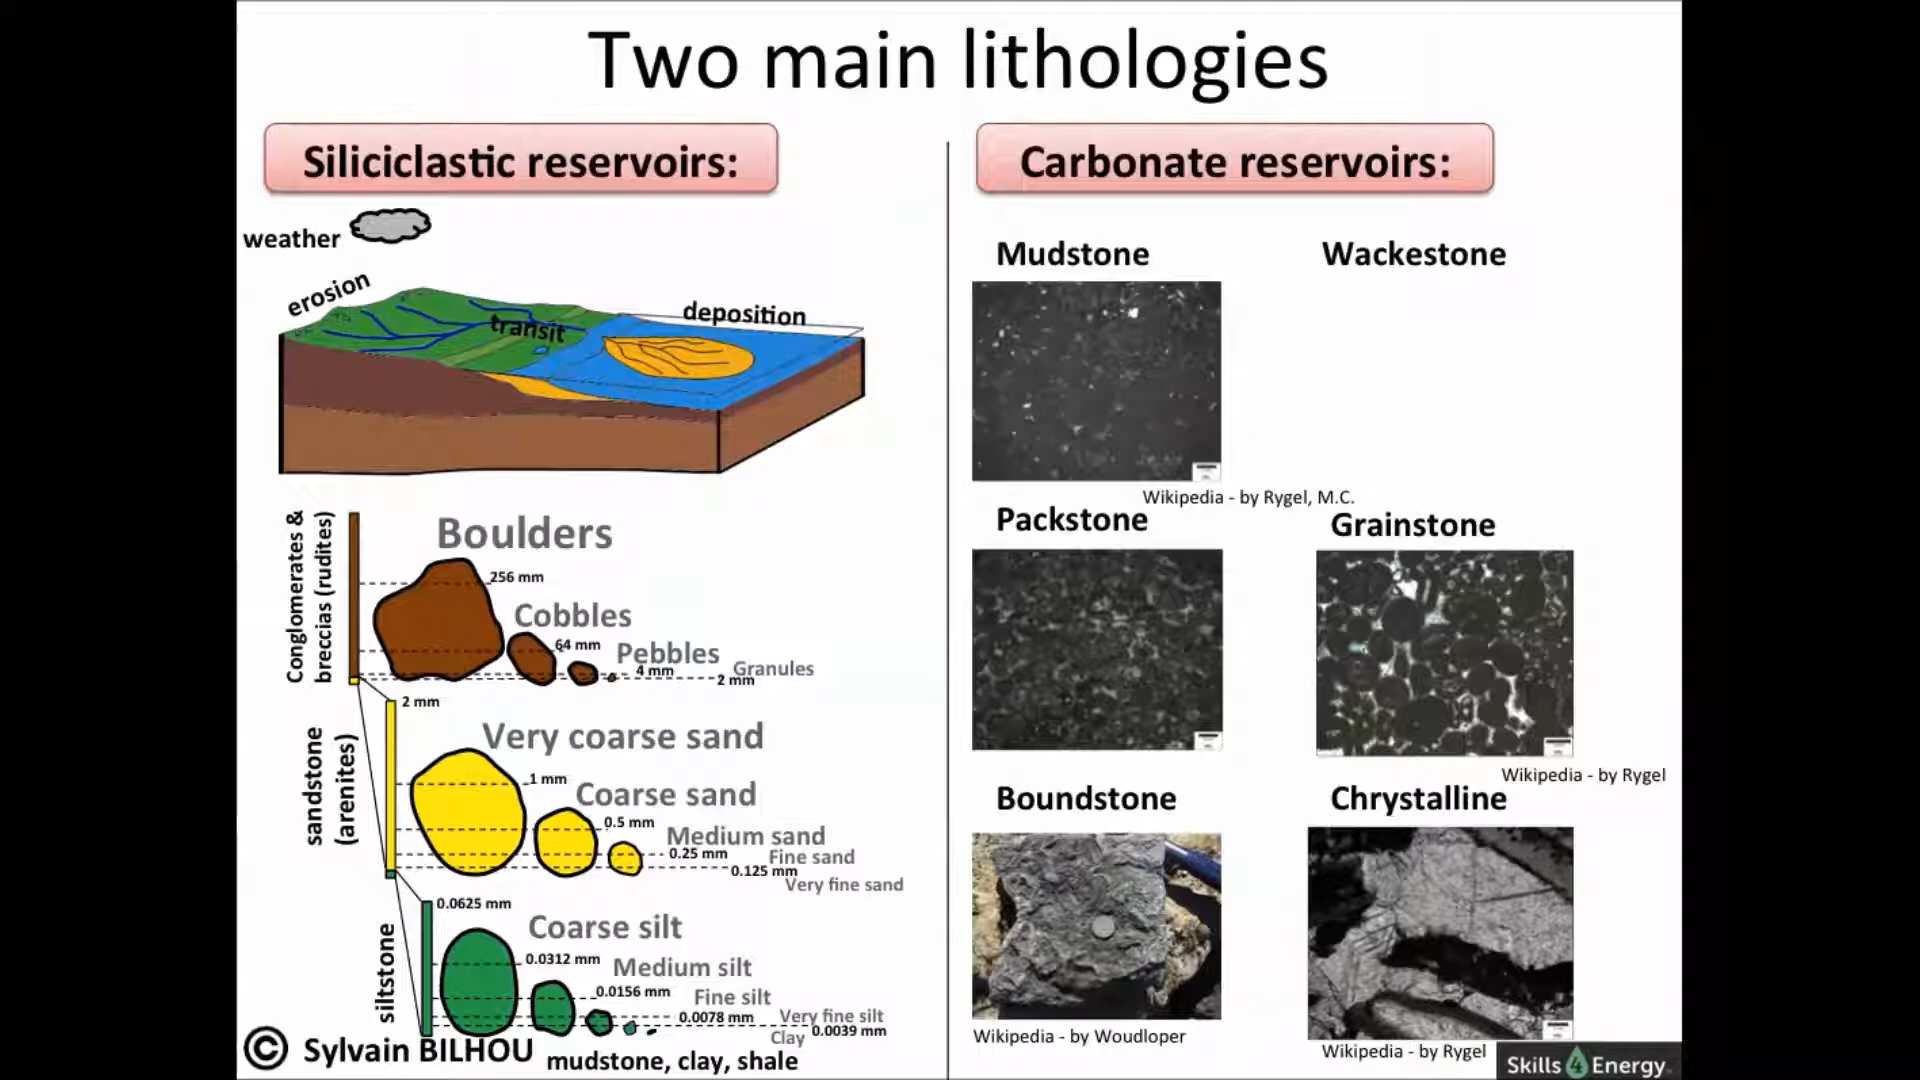 Two main lithologies
Siliciclastic reservoirs:
weather
erosion
transit
deposition
Conglomerates &
breccias (rudites)
Boulders
256 mm
Cobbles
64 mm
Pebbles
4 mm
Granules
2 mm
2 mm
sandstone
(arenites)
Very coarse sand
1 mm
Coarse sand
0.5 mm
Medium sand
0.25 mm
Fine sand
0.125 mm
Very fine sand
0.0625 mm
siltstone
Coarse silt
0.0312 mm
Medium silt
0.0156 mm
Fine silt
0.0078 mm
Very fine silt
0.0039 mm
Clay
mudstone, clay, shale
© Sylvain BILHOU
Carbonate reservoirs:
Mudstone
Wackestone
Wikipedia - by Rygel, M.C.
Packstone
Grainstone
Wikipedia - by Rygel
Boundstone
Chrystalline
Wikipedia - by Woudloper
Wikipedia - by Rygel
Skills 4 Energy